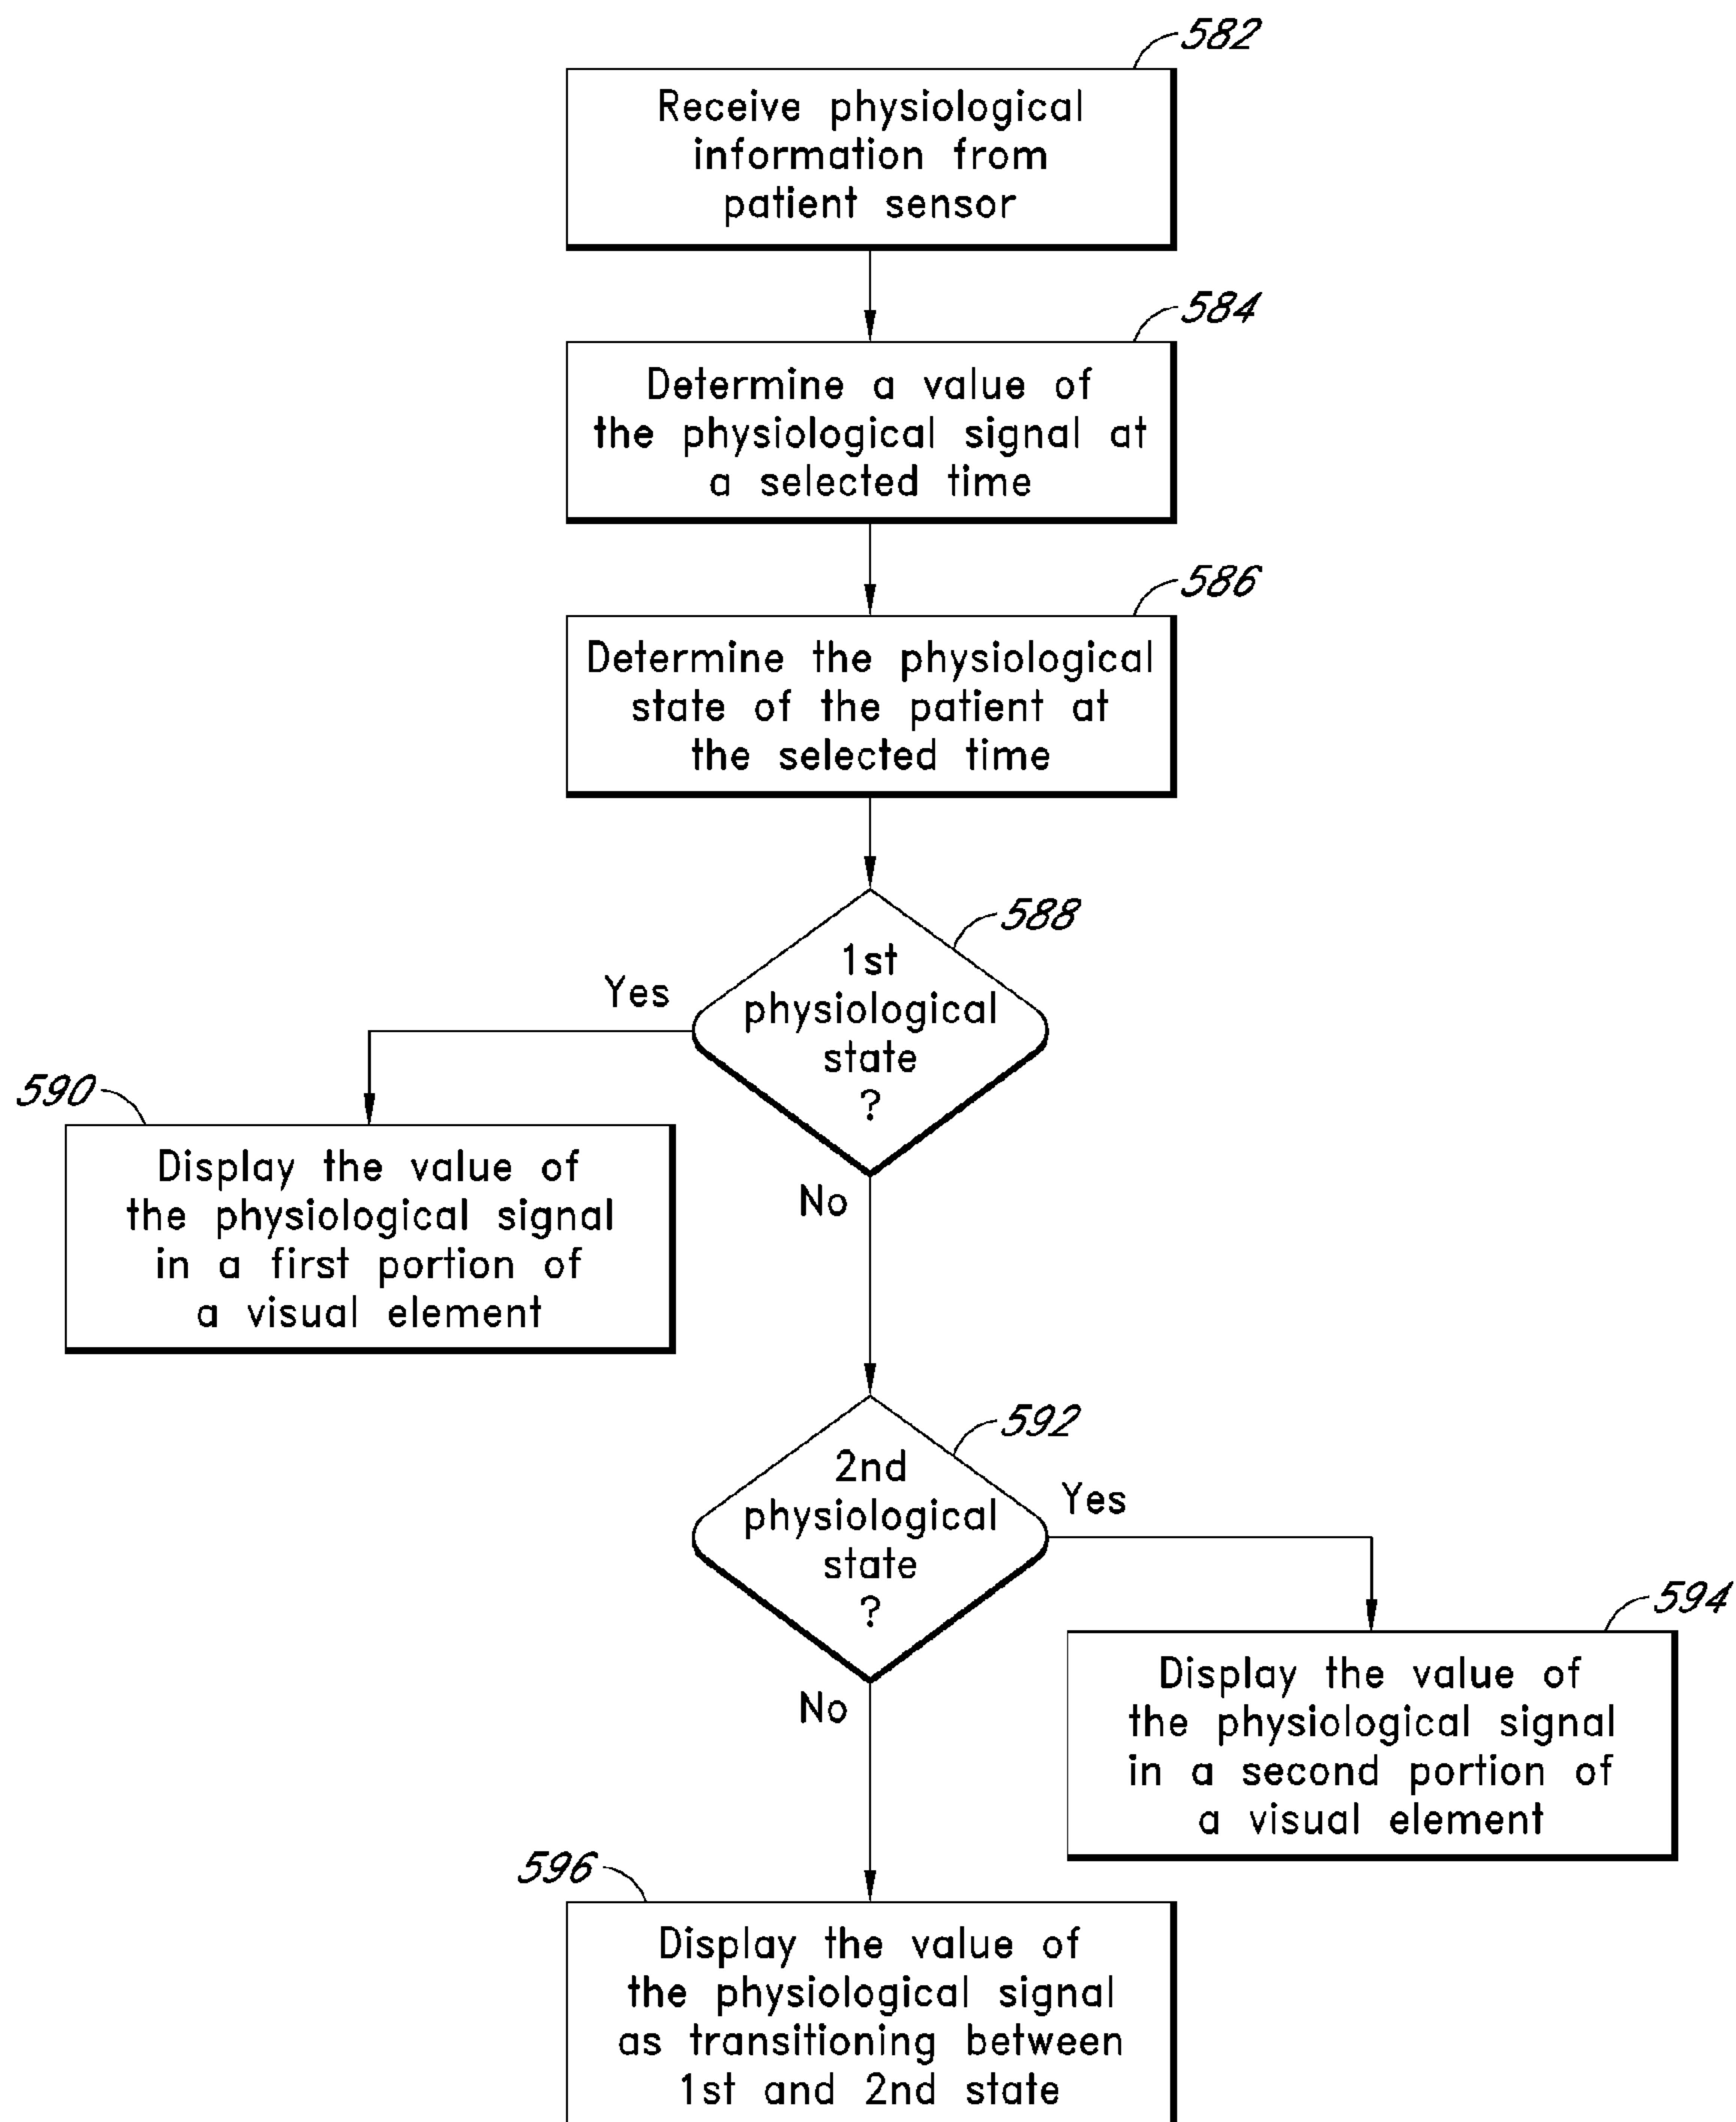 582
Receive physiological
information from
patient sensor
584
Determine a value of
the physiological signal at
a selected time
586
Determine the physiological
state of the patient at
the selected time
588
1st
physiological
state
?
Yes
No
590
Display the value of
the physiological signal
in a first portion of
a visual element
592
2nd
physiological
state
?
Yes
No
594
Display the value of
the physiological signal
in a second portion of
a visual element
596
Display the value of
the physiological signal
as transitioning between
1st and 2nd state